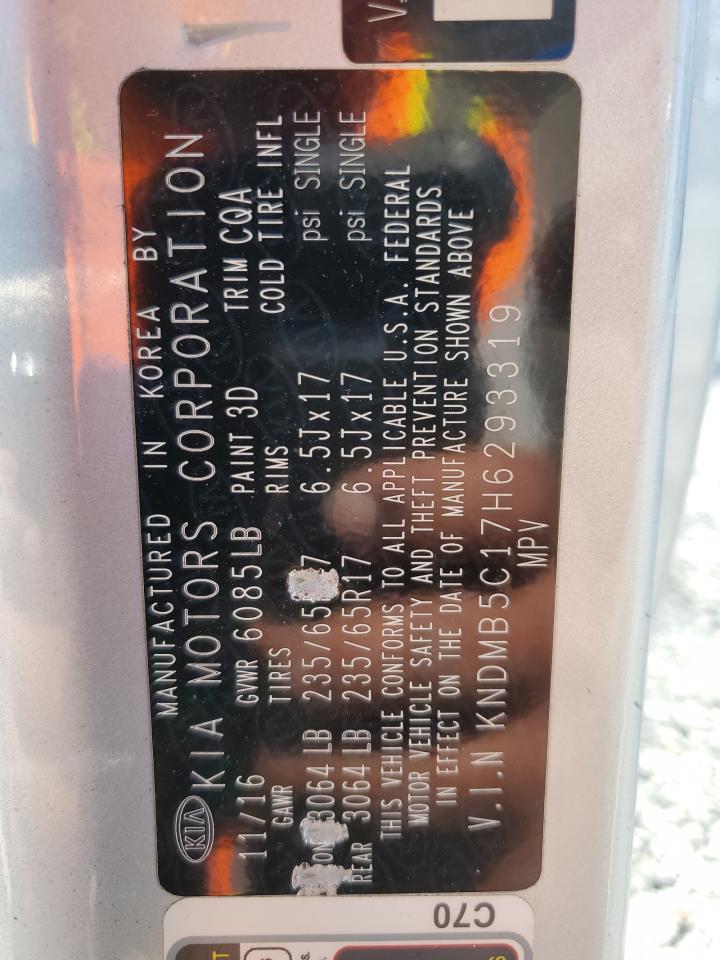 MANUFACTURED IN KOREA BY
KIA KIA MOTORS CORPORATION
11/16 GVWR 6085LB PAINT 3D TRIM CQA
GAWR TIRES RIMS COLD TIRE INFL
3064 LB 235/65 7 6.5Jx17 psi SINGLE
REAR 3064 LB 235/65R17 6.5Jx17 psi SINGLE
THIS VEHICLE CONFORMS TO ALL APPLICABLE U.S.A. FEDERAL
MOTOR VEHICLE SAFETY AND THEFT PREVENTION STANDARDS
IN EFFECT ON THE DATE OF MANUFACTURE SHOWN ABOVE
V.I.N KNDMB5C17H6293319
MPV
C70